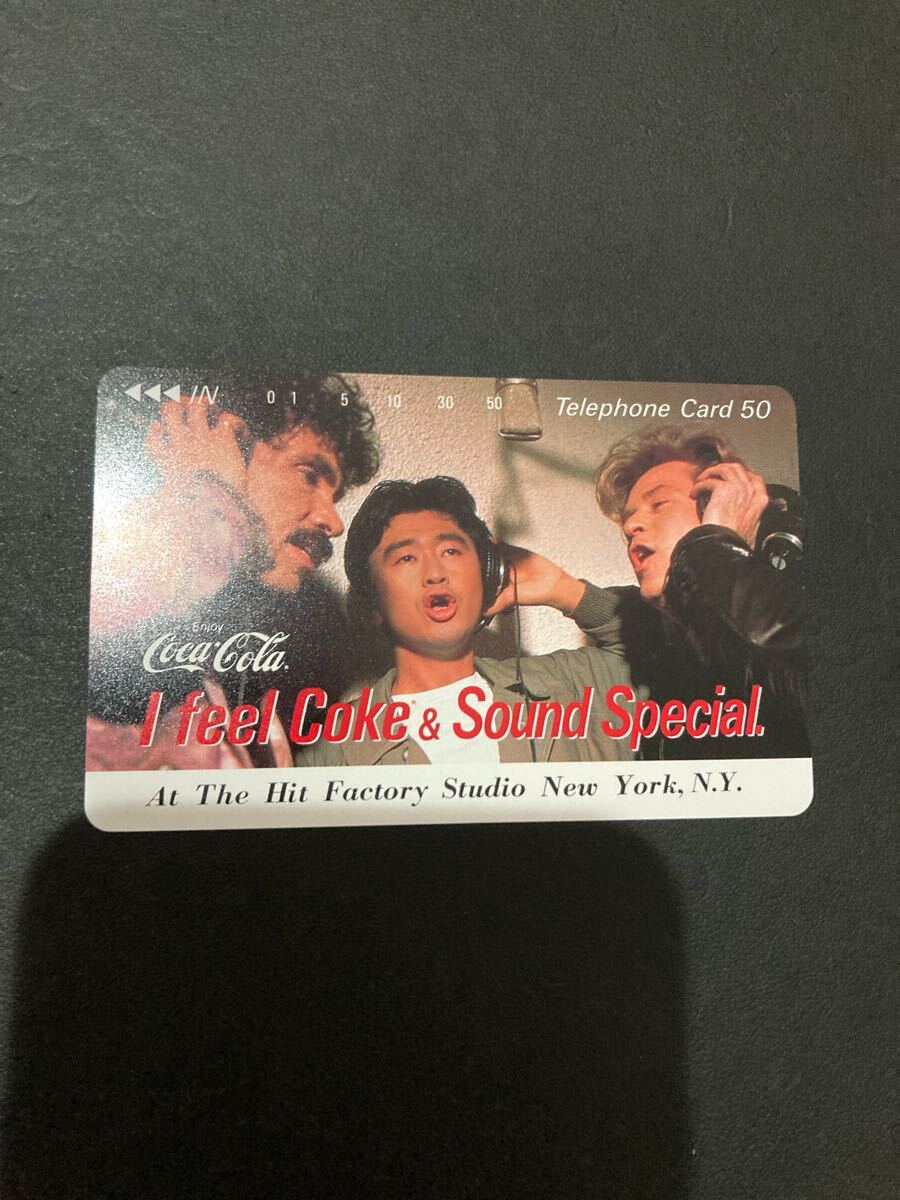 IN 0 1 5 10 30 50 Telephone Card 50
Enjoy
Coca-Cola
I feel Coke & Sound Special.
At The Hit Factory Studio New York, N.Y.